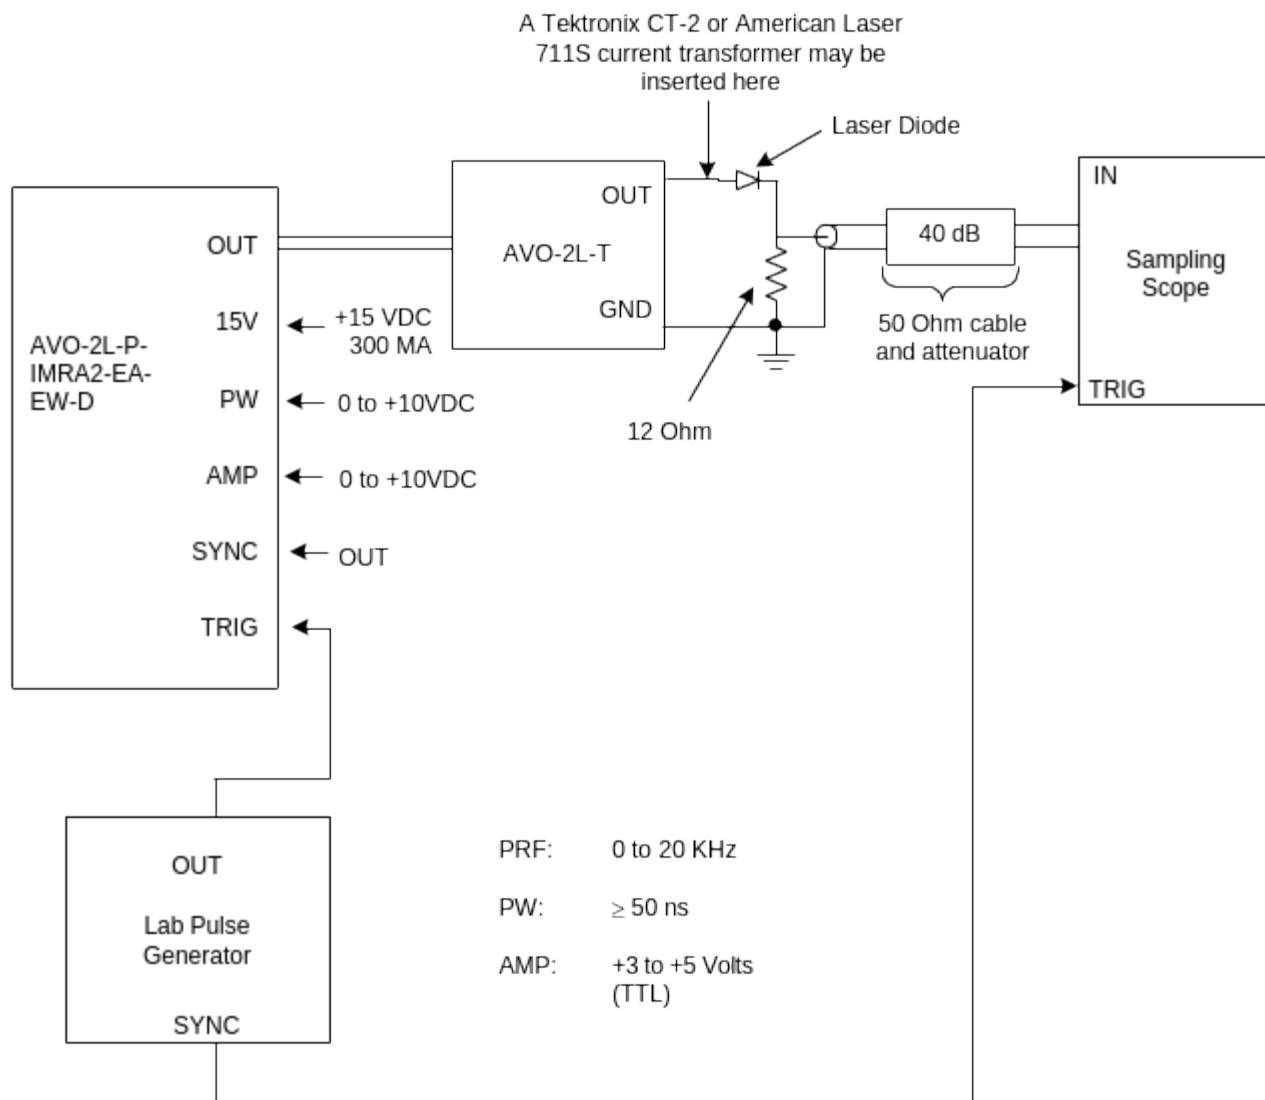 A Tektronix CT-2 or American Laser
711S current transformer may be
inserted here
Laser Diode
OUT
15V
PW
AMP
SYNC
TRIG
AVO-2L-P-
IMRA2-EA-
EW-D
+15 VDC
300 MA
0 to +10VDC
0 to +10VDC
OUT
OUT
AVO-2L-T
GND
12 Ohm
40 dB
50 Ohm cable
and attenuator
IN
Sampling
Scope
TRIG
OUT
Lab Pulse
Generator
SYNC
PRF: 0 to 20 KHz
PW: ≥ 50 ns
AMP: +3 to +5 Volts
(TTL)